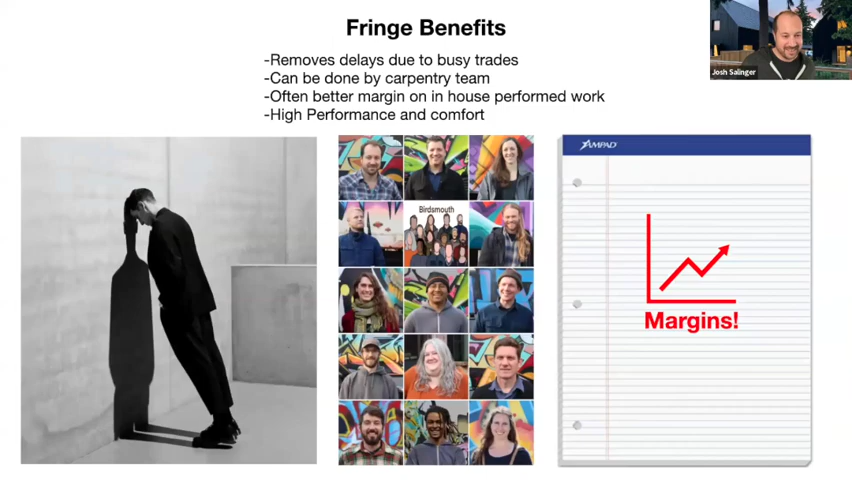 Fringe Benefits
-Removes delays due to busy trades
-Can be done by carpentry team
-Often better margin on in house performed work
-High Performance and comfort
Josh Salinger
AMPAD
Birdsmouth
Margins!